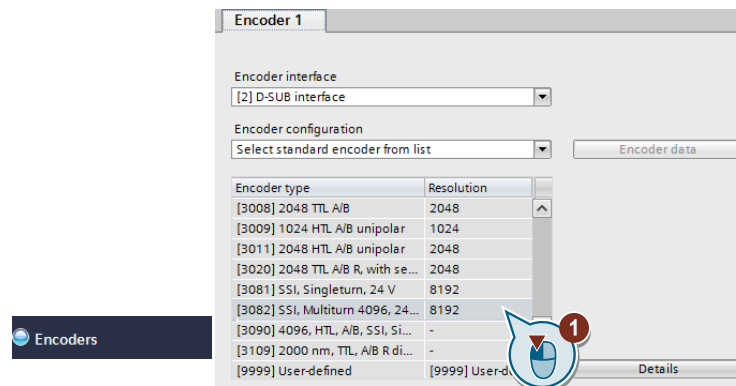 Encoder 1
Encoder interface
[2] D-SUB interface
Encoder configuration
Select standard encoder from list
Encoder data
Encoder type Resolution
[3008] 2048 TTL A/B 2048
[3009] 1024 HTL A/B unipolar 1024
[3011] 2048 HTL A/B unipolar 2048
[3020] 2048 TTL A/B R, with se... 2048
[3081] SSI, Singleturn, 24 V 8192
[3082] SSI, Multiturn 4096, 24... 8192
[3090] 4096, HTL, A/B, SSI, Si... -
1
Encoders
[3109] 2000 nm, TTL, A/B R di... -
[9999] User-defined [9999] User-d
Details